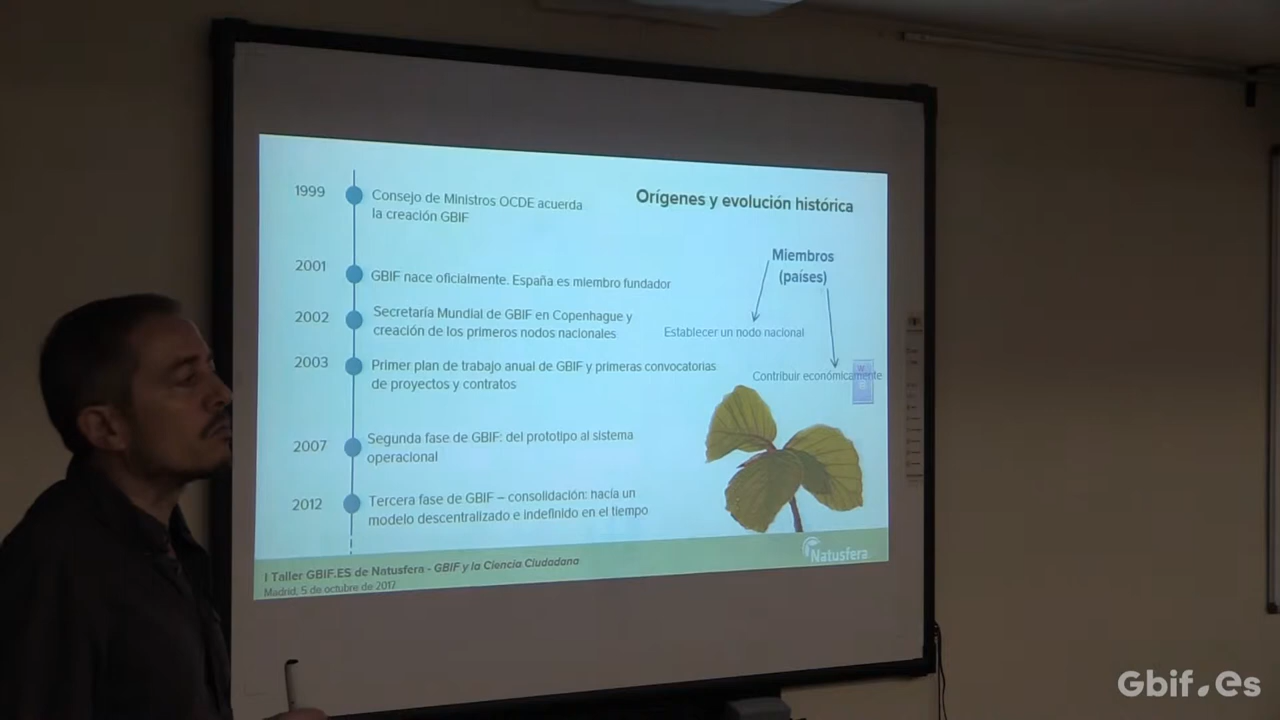 Orígenes y evolución histórica
1999
Consejo de Ministros OCDE acuerda
la creación GBIF
2001
GBIF nace oficialmente. España es miembro fundador
2002
Secretaría Mundial de GBIF en Copenhague y
creación de los primeros nodos nacionales
2003
Primer plan de trabajo anual de GBIF y primeras convocatorias
de proyectos y contratos
2007
Segunda fase de GBIF: del prototipo al sistema
operacional
2012
Tercera fase de GBIF – consolidación: hacía un
modelo descentralizado e indefinido en el tiempo
Miembros
(países)
Establecer un nodo nacional
Contribuir económicamente
I Taller GBIF.ES de Natusfera - GBIF y la Ciencia Ciudadana
Madrid, 5 de octubre de 2017
Natusfera
Gbif.es